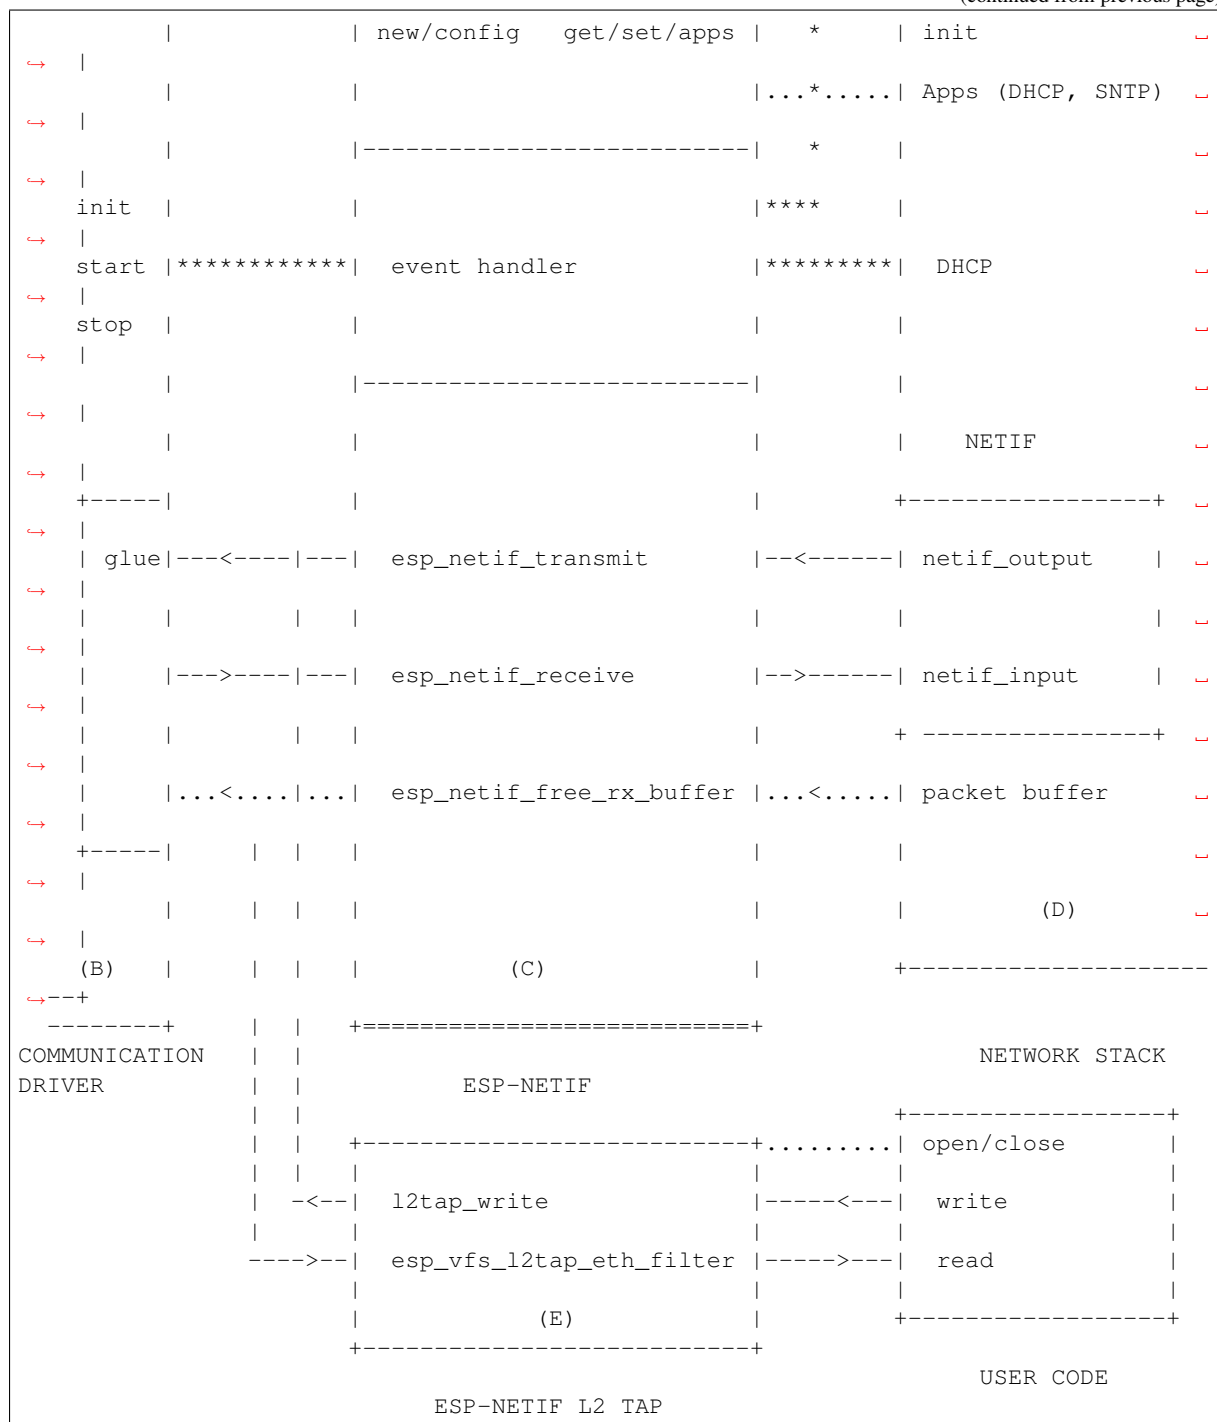 (continued from previous page)
          |            | new/config   get/set/apps |   *     | init               ␣
↪   |
          |            |                           |...*.....| Apps (DHCP, SNTP)  ␣
↪   |
          |            |---------------------------|   *     |                    ␣
↪   |
    init  |            |                           |****     |                    ␣
↪   |
    start |************|  event handler            |*********|  DHCP              ␣
↪   |
    stop  |            |                           |         |                    ␣
↪   |
          |            |---------------------------|         |                    ␣
↪   |
          |            |                           |         |    NETIF           ␣
↪   |
    +-----|            |                           |         +-----------------+  ␣
↪   |
    | glue|---<----|---|  esp_netif_transmit       |--<------| netif_output    |  ␣
↪   |
    |     |        |   |                           |         |                 |  ␣
↪   |
    |     |--->----|---|  esp_netif_receive        |-->------| netif_input     |  ␣
↪   |
    |     |        |   |                           |         + ----------------+  ␣
↪   |
    |     |...<....|...|  esp_netif_free_rx_buffer |...<.....| packet buffer      ␣
↪   |
    +-----|     |  |   |                           |         |                    ␣
↪   |
          |     |  |   |                           |         |         (D)        ␣
↪   |
    (B)   |     |  |   |          (C)              |         +---------------------
↪--+
  --------+     |  |   +===========================+
COMMUNICATION   |  |                                               NETWORK STACK
DRIVER          |  |           ESP-NETIF
                |  |                                         +------------------+
                |  |   +---------------------------+.........| open/close       |
                |  |   |                           |         |                  |
                |  -<--|  l2tap_write              |-----<---|  write           |
                |      |                           |         |                  |
                ---->--|  esp_vfs_l2tap_eth_filter |----->---|  read            |
                       |                           |         |                  |
                       |            (E)            |         +------------------+
                       +---------------------------+
                                                                   USER CODE
                             ESP-NETIF L2 TAP